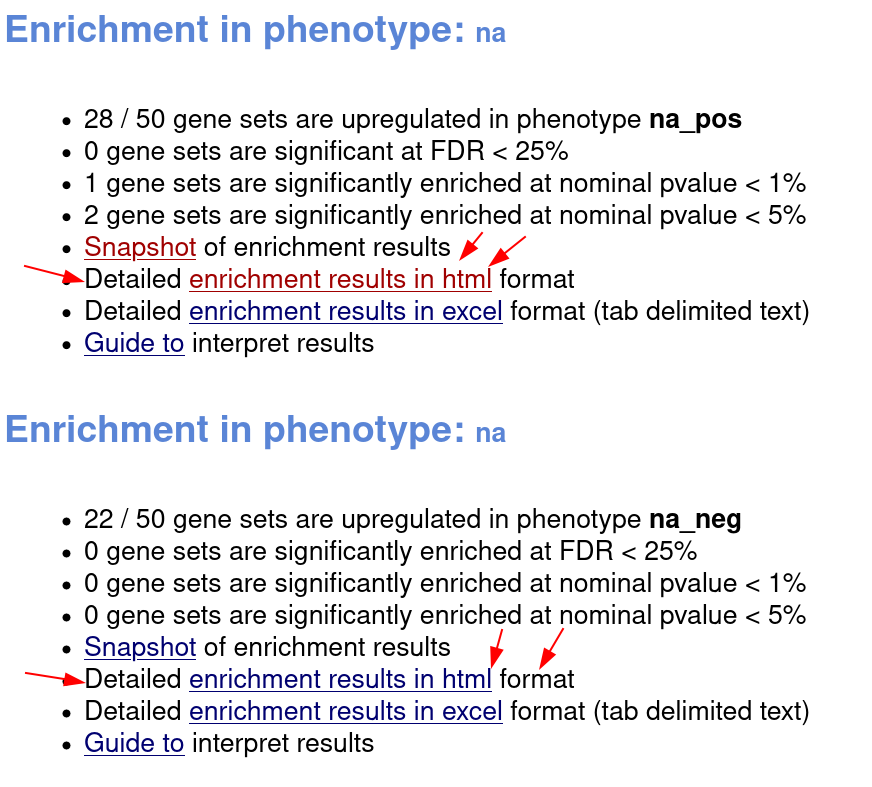 Enrichment in phenotype: na
• 28 / 50 gene sets are upregulated in phenotype na_pos
• 0 gene sets are significant at FDR < 25%
• 1 gene sets are significantly enriched at nominal pvalue < 1%
• 2 gene sets are significantly enriched at nominal pvalue < 5%
• Snapshot of enrichment results
• Detailed enrichment results in html format
• Detailed enrichment results in excel format (tab delimited text)
• Guide to interpret results
Enrichment in phenotype: na
• 22 / 50 gene sets are upregulated in phenotype na_neg
• 0 gene sets are significantly enriched at FDR < 25%
• 0 gene sets are significantly enriched at nominal pvalue < 1%
• 0 gene sets are significantly enriched at nominal pvalue < 5%
• Snapshot of enrichment results
• Detailed enrichment results in html format
• Detailed enrichment results in excel format (tab delimited text)
• Guide to interpret results